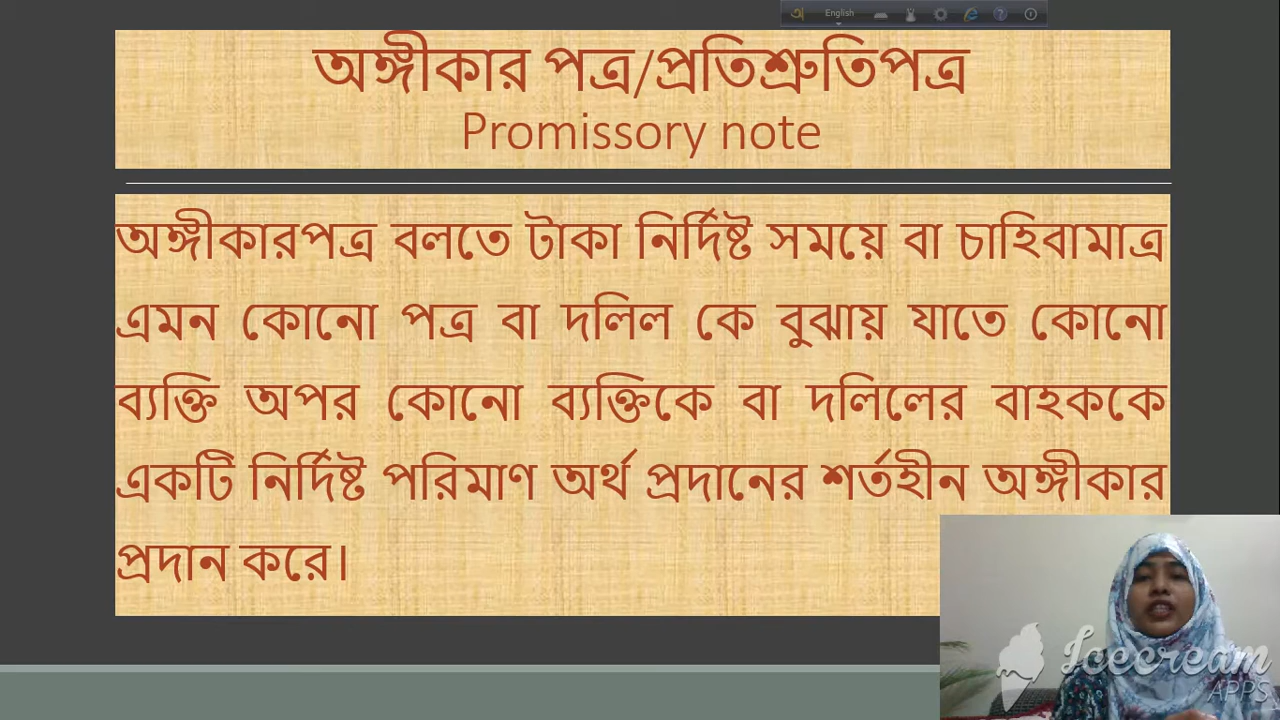 English
অঙ্গীকার পত্র/প্রতিশ্রুতিপত্র
Promissory note
অঙ্গীকারপত্র বলতে টাকা নির্দিষ্ট সময়ে বা চাহিবামাত্র
এমন কোনো পত্র বা দলিল কে বুঝায় যাতে কোনো
ব্যক্তি অপর কোনো ব্যক্তিকে বা দলিলের বাহককে
একটি নির্দিষ্ট পরিমাণ অর্থ প্রদানের শর্তহীন অঙ্গীকার
প্রদান করে।
Icecream
APPS